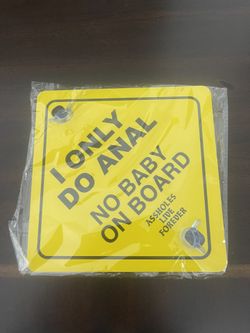 I ONLY
DO ANAL
NO BABY
ON BOARD
ASSHOLES
LIVE
FOREVER